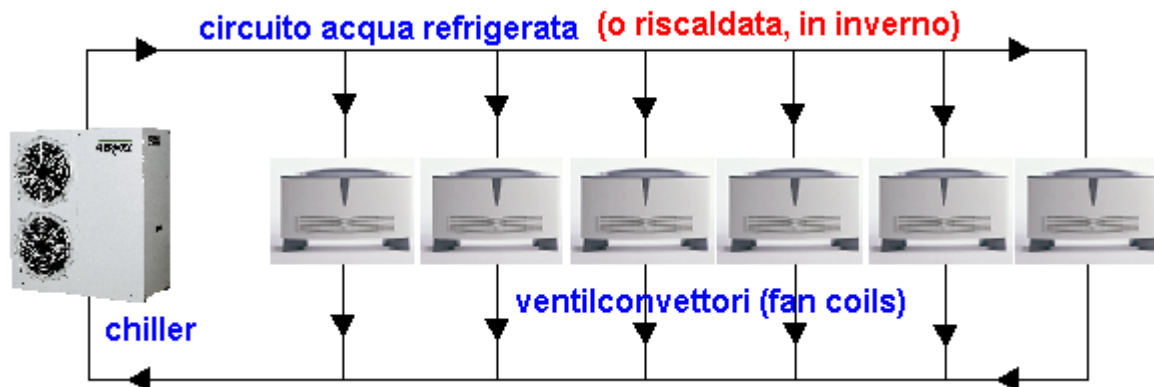 circuito acqua refrigerata (o riscaldata, in inverno)
ventilconvettori (fan coils)
chiller